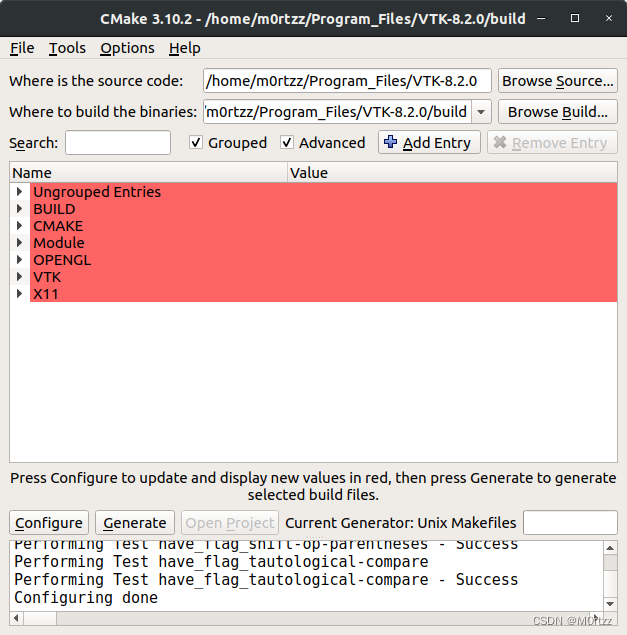 CMake 3.10.2 - /home/m0rtzz/Program_Files/VTK-8.2.0/build
File Tools Options Help
Where is the source code: /home/m0rtzz/Program_Files/VTK-8.2.0 Browse Source...
Where to build the binaries: m0rtzz/Program_Files/VTK-8.2.0/build Browse Build...
Search: Grouped Advanced Add Entry Remove Entry
Name Value
Ungrouped Entries
BUILD
CMAKE
Module
OPENGL
VTK
X11
Press Configure to update and display new values in red, then press Generate to generate
selected build files.
Configure Generate Open Project Current Generator: Unix Makefiles
Performing Test have_flag_shift-op-parentheses - Success
Performing Test have_flag_tautological-compare
Performing Test have_flag_tautological-compare - Success
Configuring done
CSDN @M0rtzz